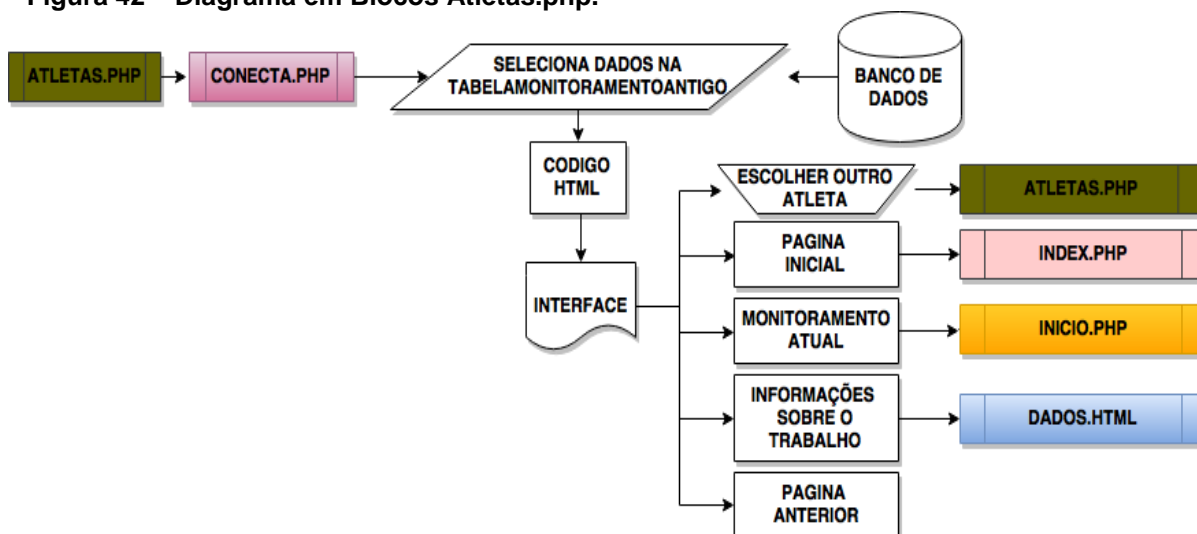 Figura 42 – Diagrama em Blocos Atletas.php.
ATLETAS.PHP
CONECTA.PHP
SELECIONA DADOS NA
TABELAMONITORAMENTOANTIGO
BANCO DE
DADOS
CODIGO
HTML
INTERFACE
ESCOLHER OUTRO
ATLETA
ATLETAS.PHP
PAGINA
INICIAL
INDEX.PHP
MONITORAMENTO
ATUAL
INICIO.PHP
INFORMAÇÕES
SOBRE O
TRABALHO
DADOS.HTML
PAGINA
ANTERIOR